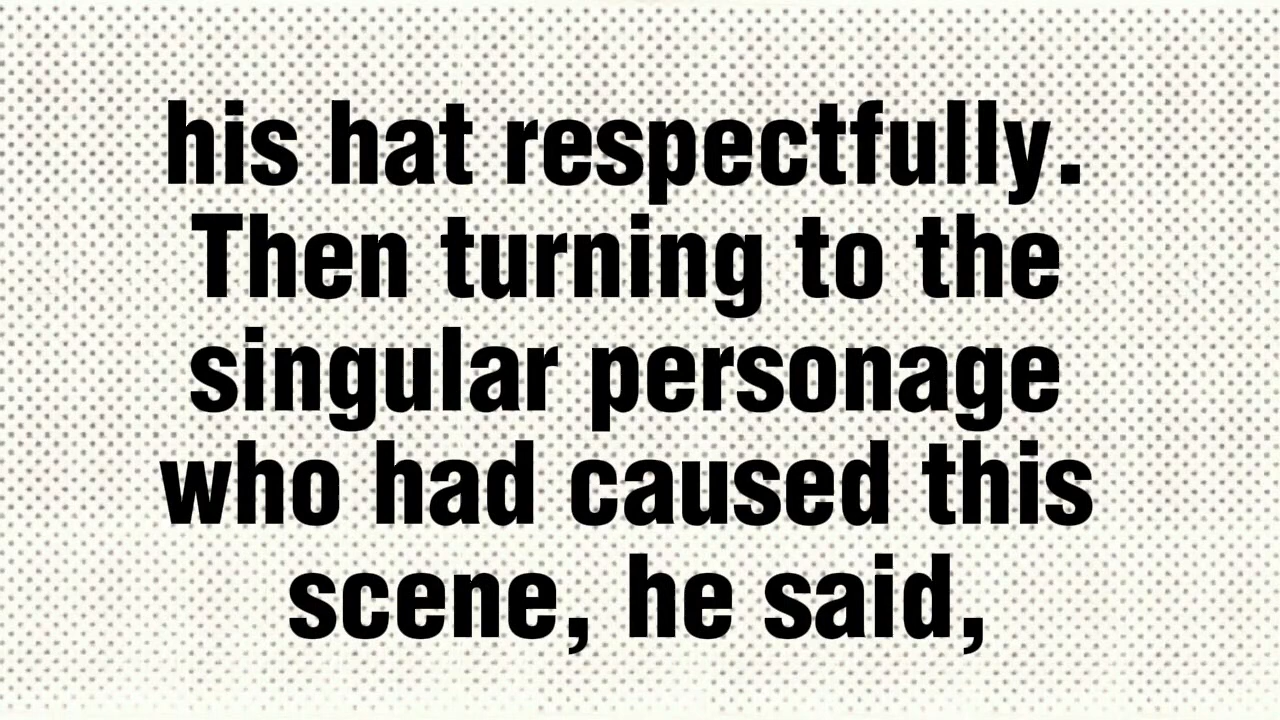 his hat respectfully.
Then turning to the
singular personage
who had caused this
scene, he said,